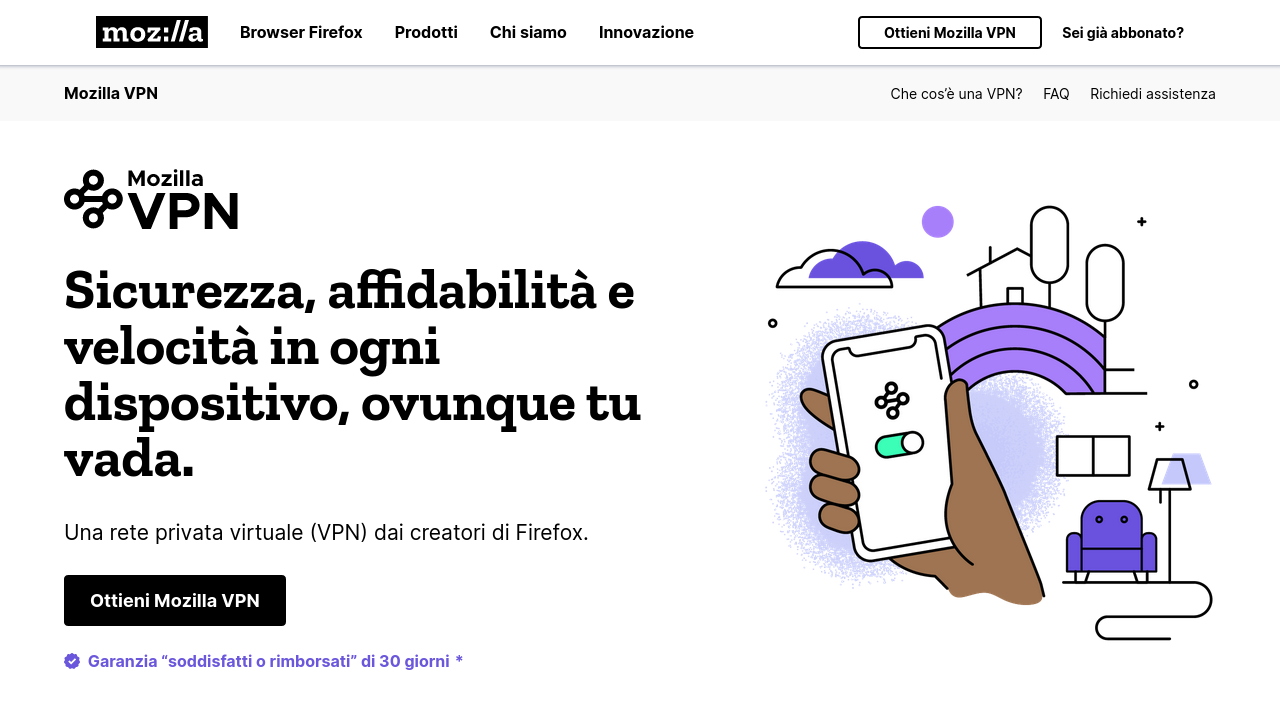 moz://a
Browser Firefox
Prodotti
Chi siamo
Innovazione
Ottieni Mozilla VPN
Sei già abbonato?
Mozilla VPN
Che cos’è una VPN?
FAQ
Richiedi assistenza
Mozilla
VPN
Sicurezza, affidabilità e
velocità in ogni
dispositivo, ovunque tu
vada.
Una rete privata virtuale (VPN) dai creatori di Firefox.
Ottieni Mozilla VPN
Garanzia “soddisfatti o rimborsati” di 30 giorni *